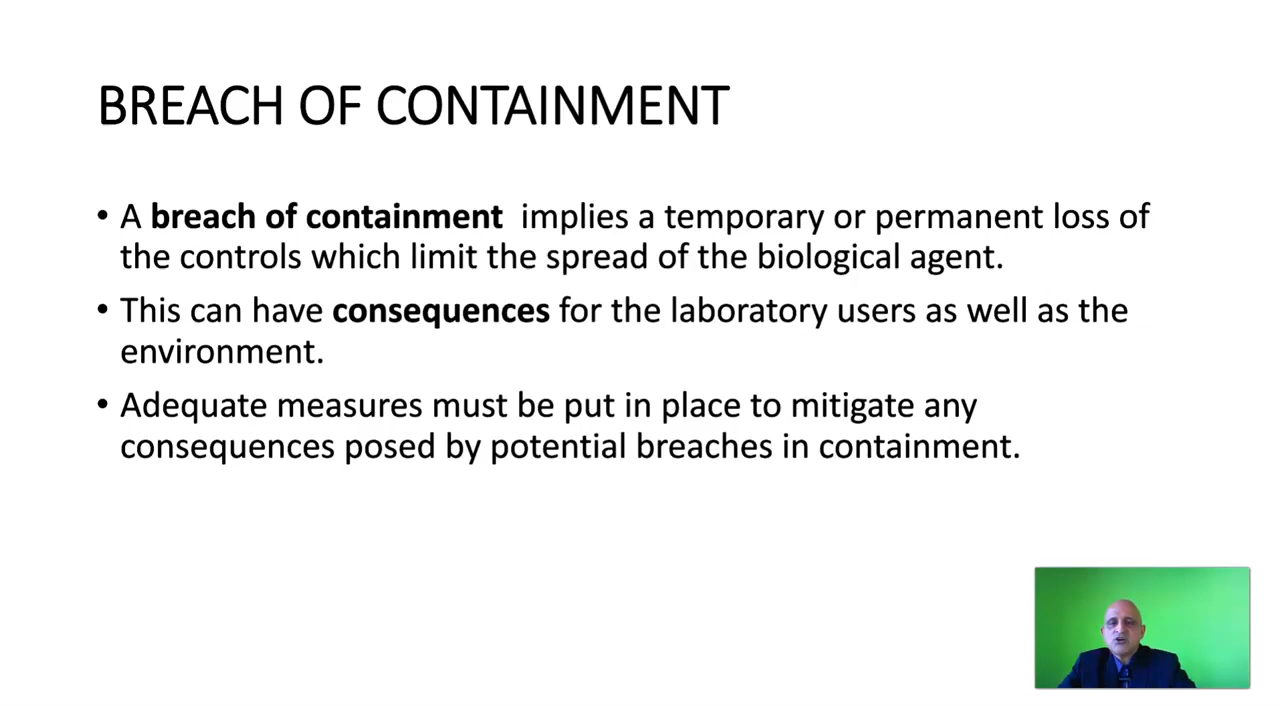 BREACH OF CONTAINMENT
• A breach of containment implies a temporary or permanent loss of
the controls which limit the spread of the biological agent.
• This can have consequences for the laboratory users as well as the
environment.
• Adequate measures must be put in place to mitigate any
consequences posed by potential breaches in containment.